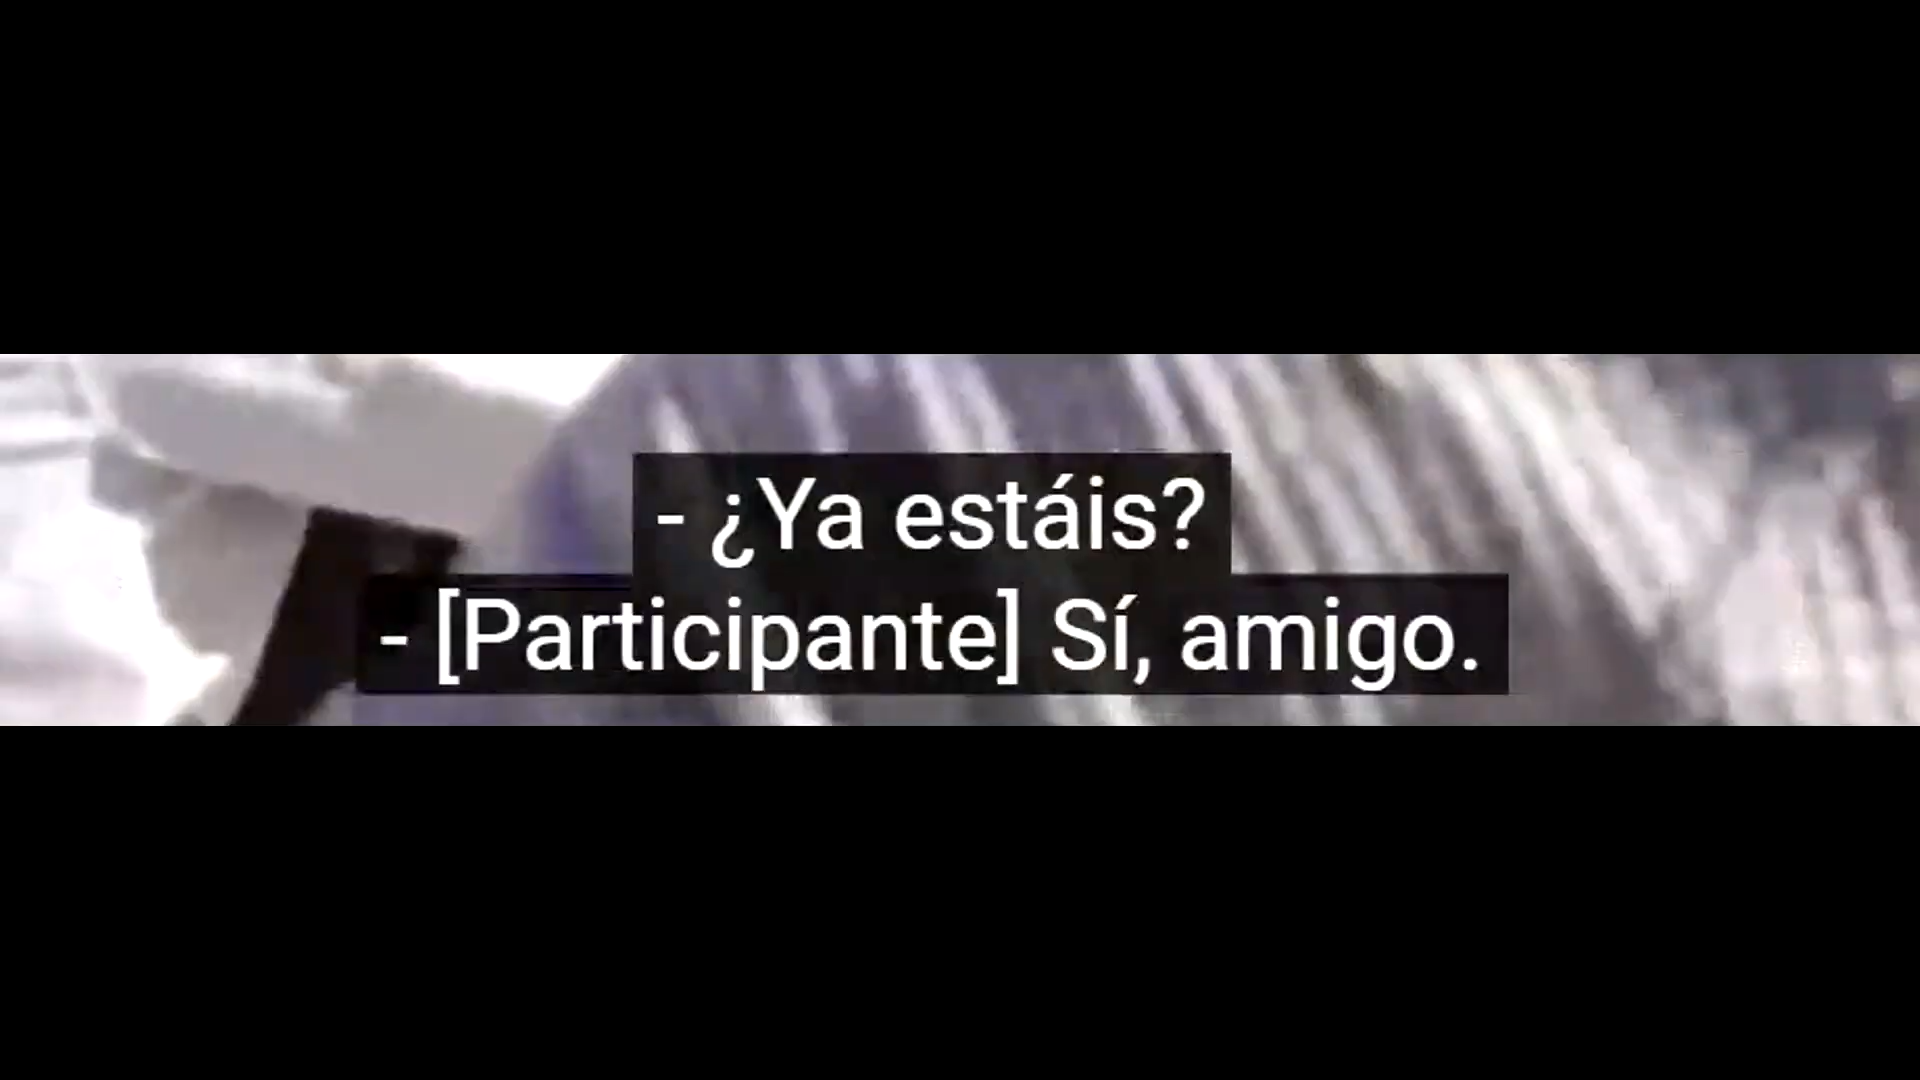 - ¿Ya estáis?
- [Participante] Sí, amigo.